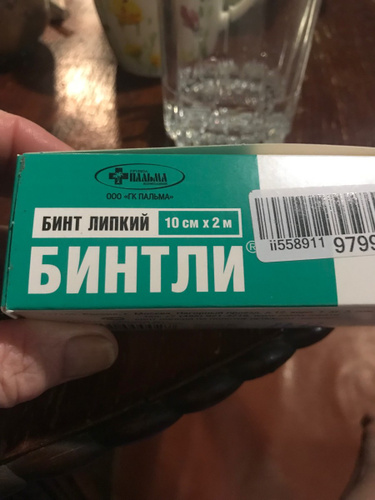 ПАЛЬМА
ООО «ГК ПАЛЬМА»
БИНТ ЛИПКИЙ 10 см х 2 м
БИНТЛИ®
ii558911 9799